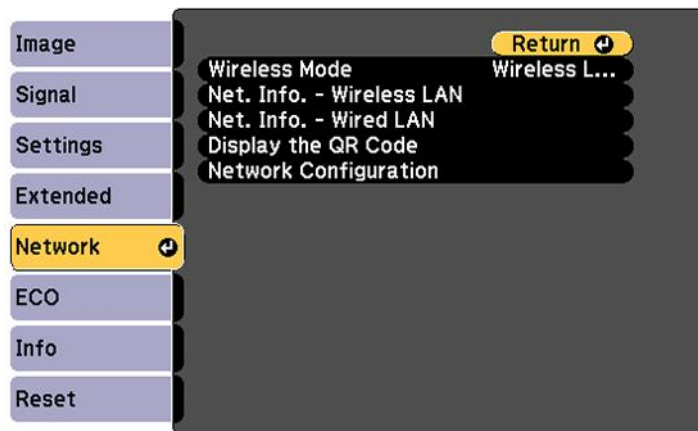 Image
Signal
Settings
Extended
Network
ECO
Info
Reset
Return
Wireless Mode Wireless L...
Net. Info. - Wireless LAN
Net. Info. - Wired LAN
Display the QR Code
Network Configuration